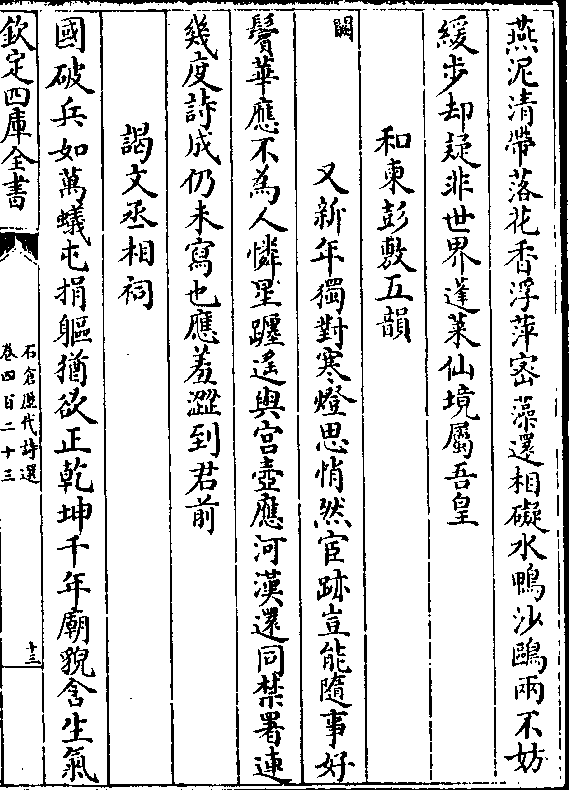 燕泥清帶落花香浮萍密藻還相礙水鴨沙鷗兩不妨
緩步却疑非世界蓬萊仙境屬吾皇
和東彭敷五韻
闕　又新年獨對寒燈思悄然宦跡豈能隨事好
鬢華應不為人憐星躔遙與宫壺應河漢還同禁署連
幾度詩成仍未寫也應羞澀到君前
謁文丞相祠
國破兵如萬蟻屯捐軀猶欲正乾坤千年廟貌含生氣
欽定四庫全書
石倉歷代詩選
卷四百二十三
十三